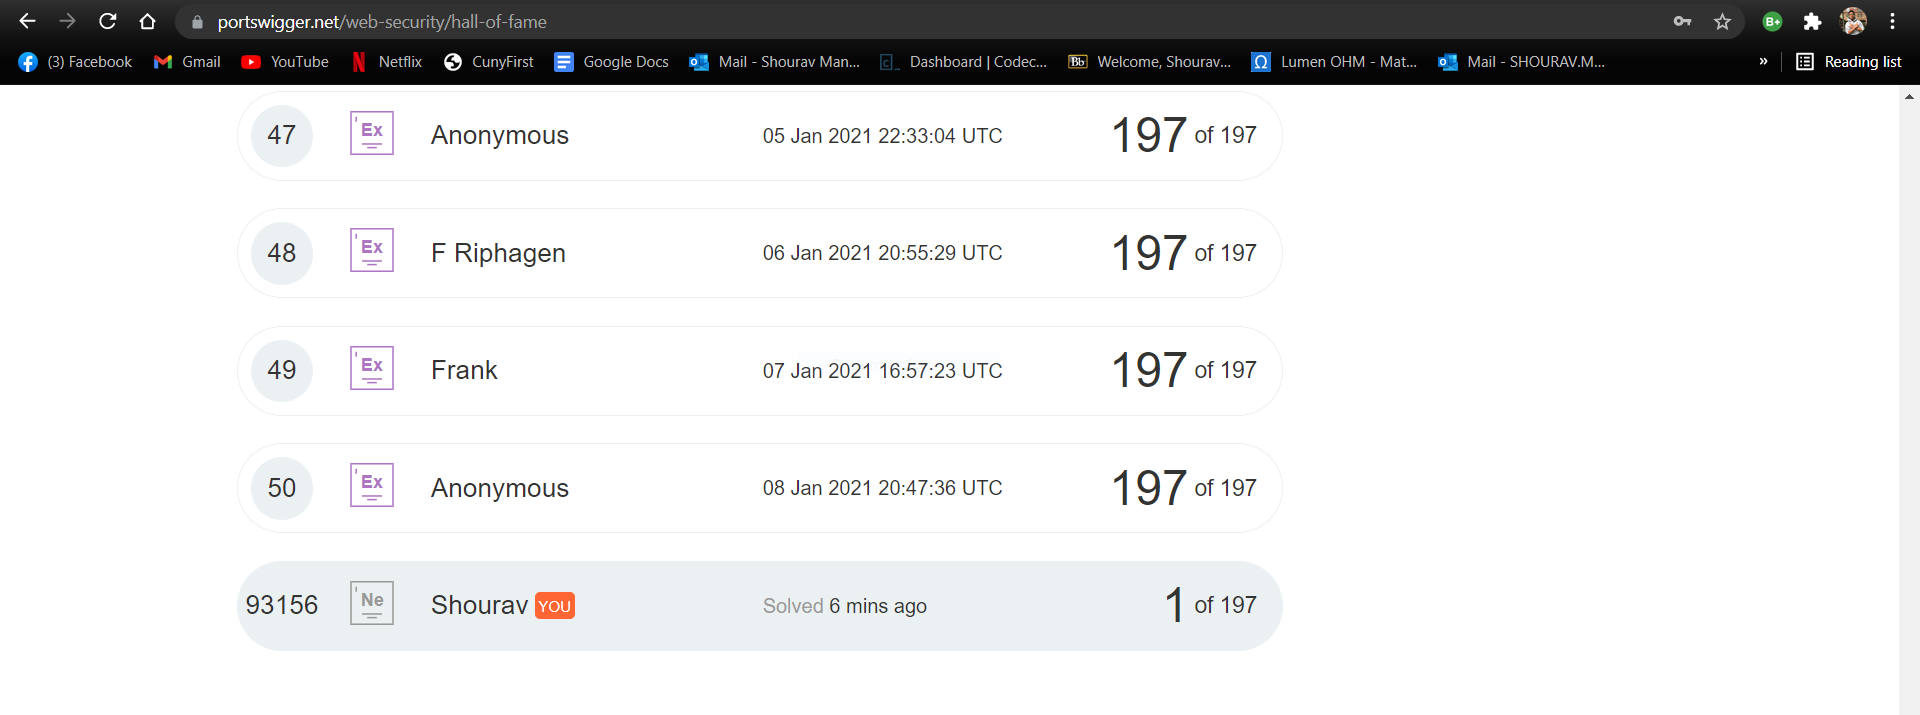 portswigger.net/web-security/hall-of-fame
B+
(3) Facebook Gmail YouTube Netflix CunyFirst Google Docs Mail - Shourav Man... Dashboard | Codec... Bb Welcome, Shourav... Ω Lumen OHM - Mat... Mail - SHOURAV.M... » Reading list
47 Ex Anonymous 05 Jan 2021 22:33:04 UTC 197 of 197
48 Ex F Riphagen 06 Jan 2021 20:55:29 UTC 197 of 197
49 Ex Frank 07 Jan 2021 16:57:23 UTC 197 of 197
50 Ex Anonymous 08 Jan 2021 20:47:36 UTC 197 of 197
93156 Ne Shourav YOU Solved 6 mins ago 1 of 197